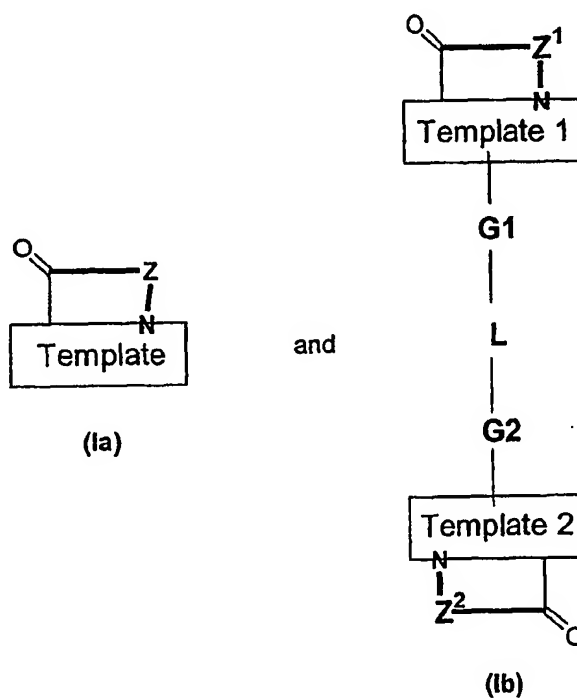 O Z
N
Template
(Ia)
and
O Z¹
N
Template 1
G1
L
G2
Template 2
N
Z² O
(Ib)